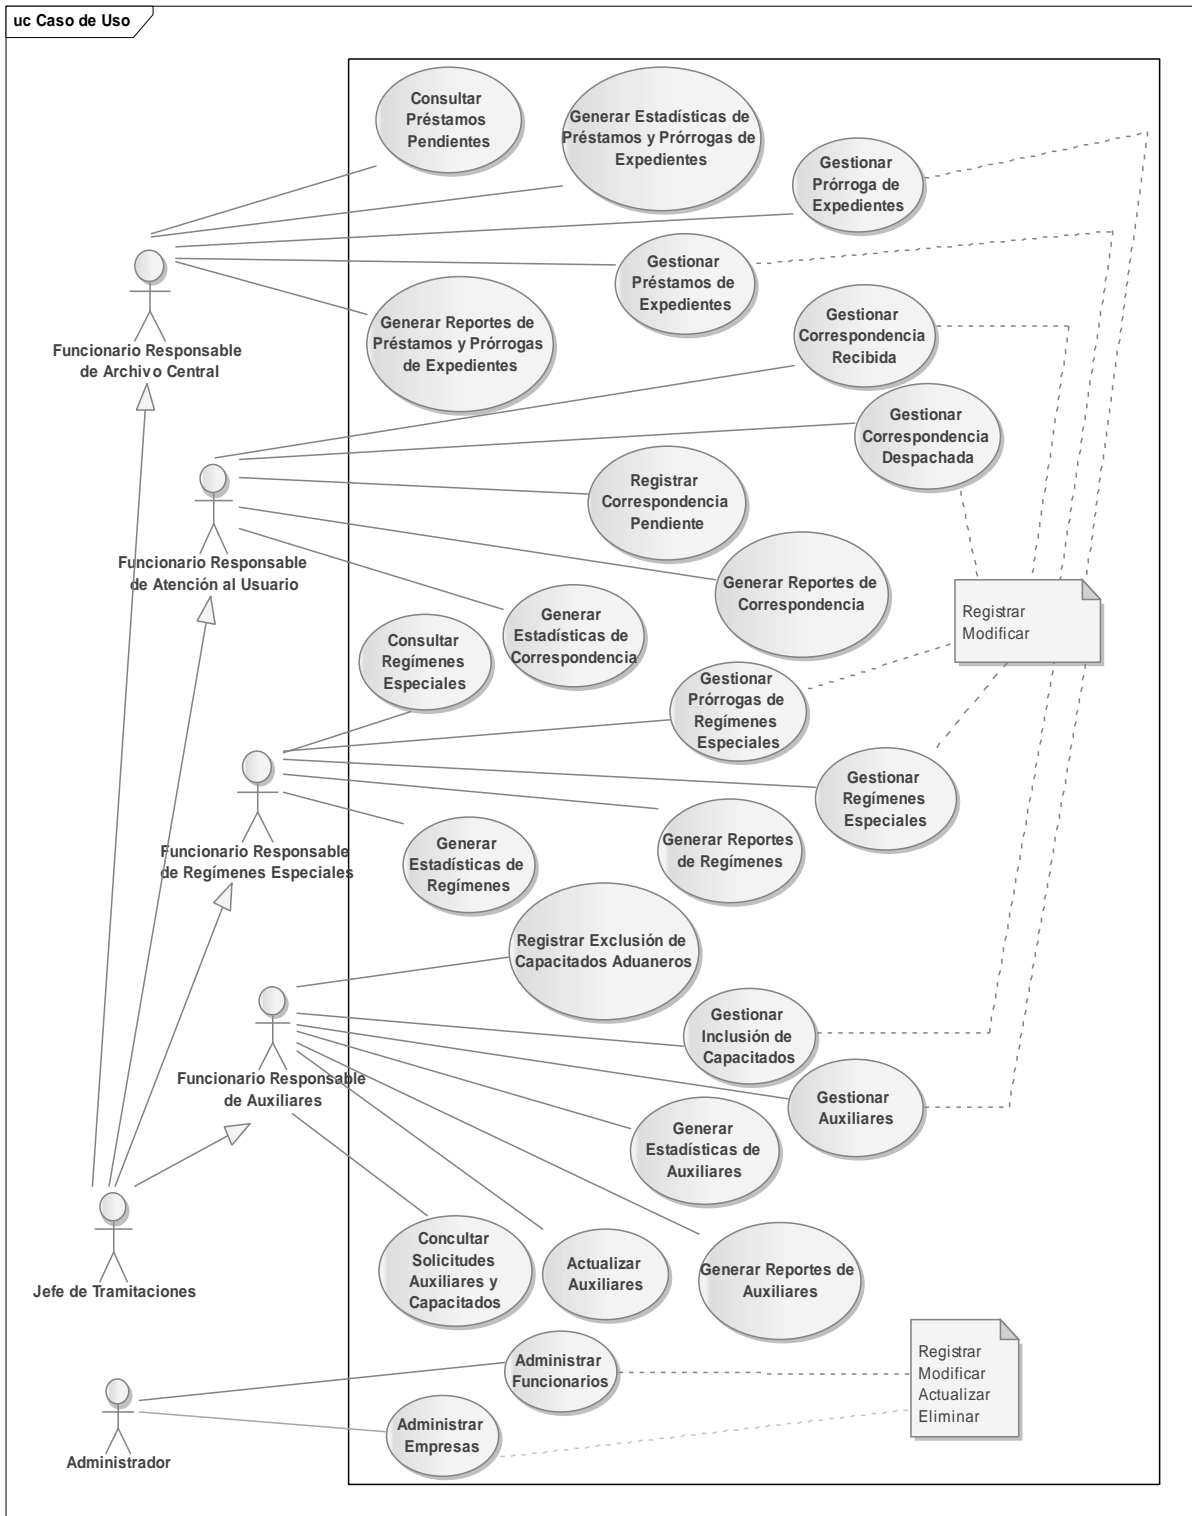 uc Caso de Uso
Consultar
Préstamos
Pendientes
Generar Estadísticas de
Préstamos y Prórrogas de
Expedientes
Gestionar
Prórroga de
Expedientes
Gestionar
Préstamos de
Expedientes
Generar Reportes de
Préstamos y Prórrogas
de Expedientes
Funcionario Responsable
de Archivo Central
Gestionar
Correspondencia
Recibida
Gestionar
Correspondencia
Despachada
Registrar
Correspondencia
Pendiente
Funcionario Responsable
de Atención al Usuario
Generar Reportes de
Correspondencia
Generar
Estadísticas de
Correspondencia
Registrar
Modificar
Consultar
Regímenes
Especiales
Gestionar
Prórrogas de
Regímenes
Especiales
Gestionar
Regímenes
Especiales
Funcionario Responsable
de Regímenes Especiales
Generar
Estadísticas de
Regímenes
Generar Reportes
de Regímenes
Registrar Exclusión de
Capacitados Aduaneros
Gestionar
Inclusión de
Capacitados
Funcionario Responsable
de Auxiliares
Gestionar
Auxiliares
Generar
Estadísticas de
Auxiliares
Concultar
Solicitudes
Auxiliares y
Capacitados
Actualizar
Auxiliares
Generar Reportes de
Auxiliares
Jefe de Tramitaciones
Administrar
Funcionarios
Registrar
Modificar
Actualizar
Eliminar
Administrar
Empresas
Administrador